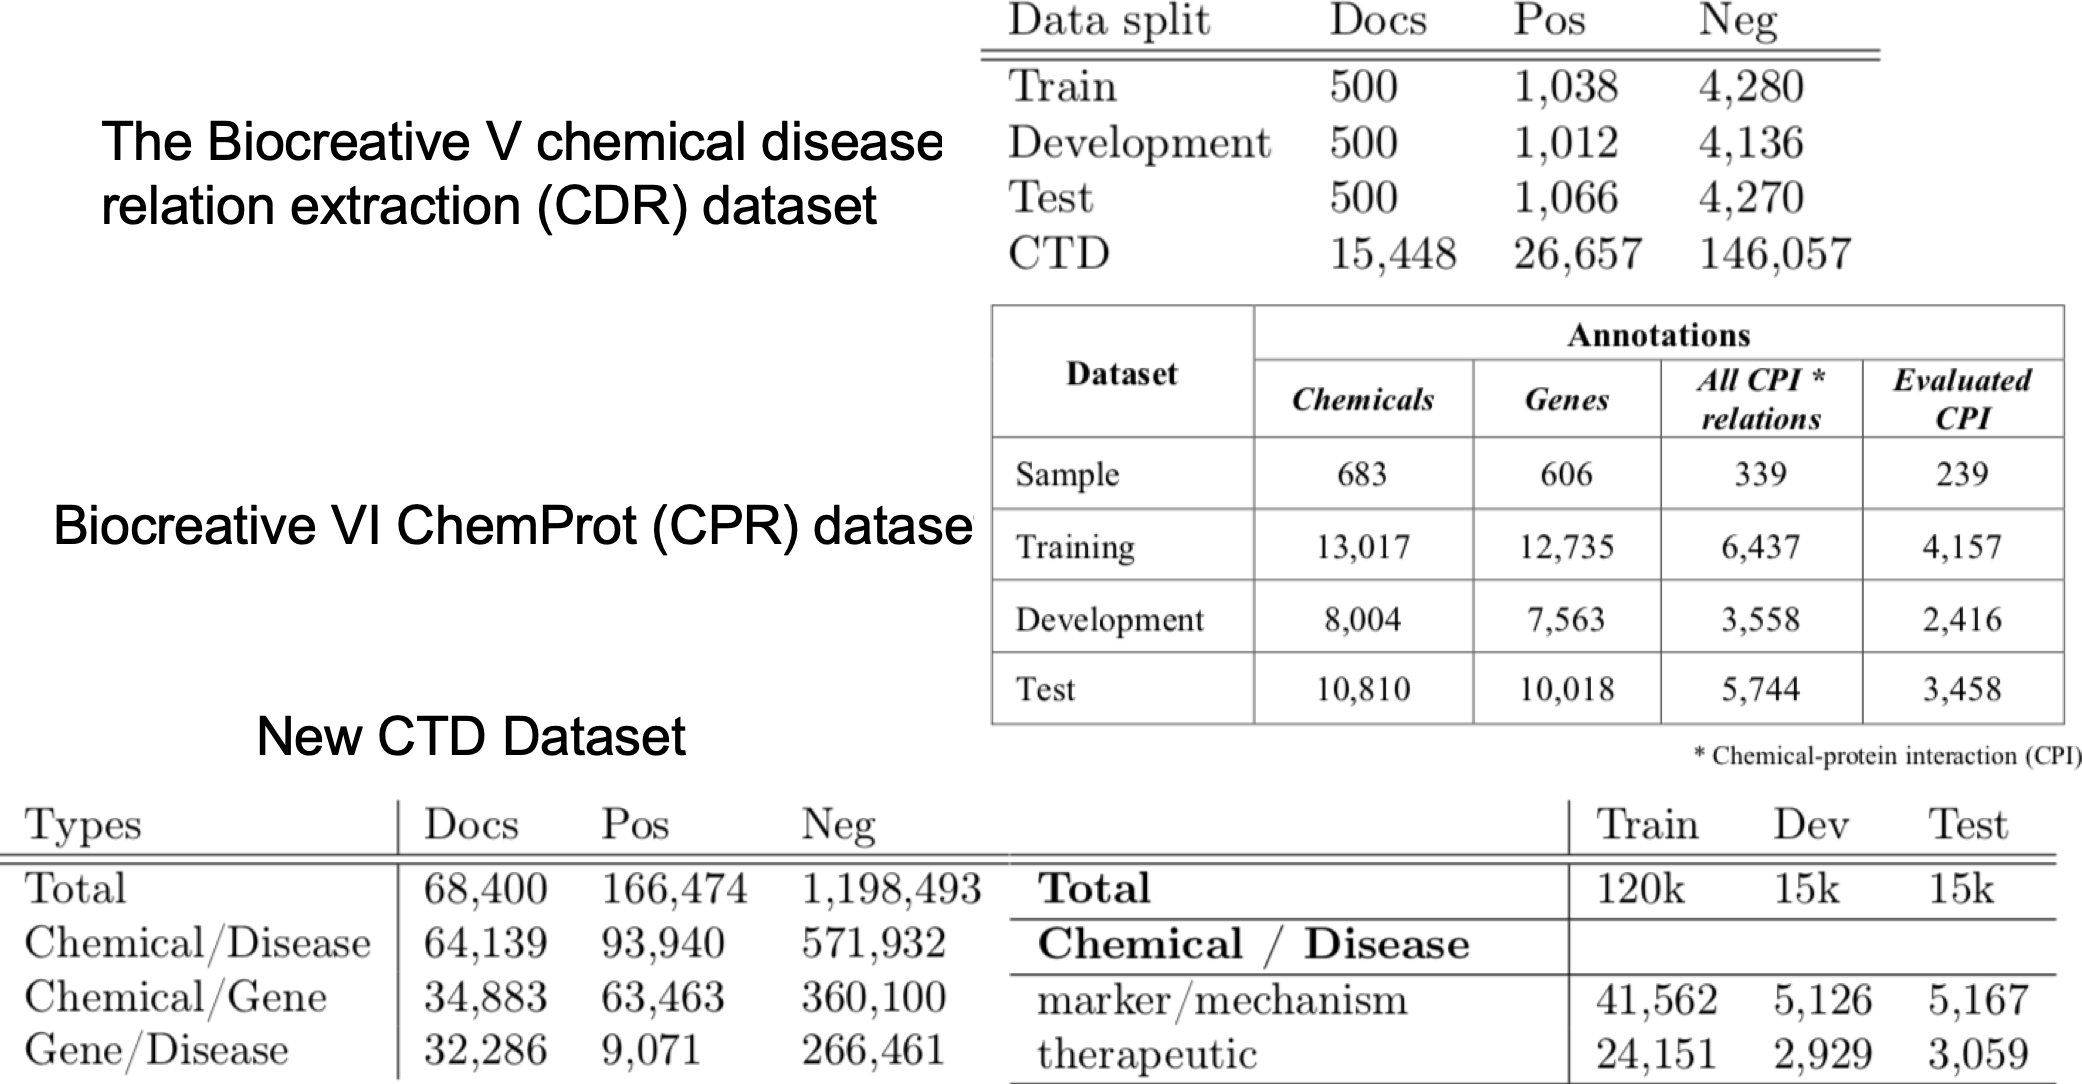 Data split Docs Pos Neg
Train 500 1,038 4,280
Development 500 1,012 4,136
Test 500 1,066 4,270
CTD 15,448 26,657 146,057
The Biocreative V chemical disease
relation extraction (CDR) dataset
Dataset Annotations
Chemicals Genes All CPI * relations Evaluated CPI
Sample 683 606 339 239
Training 13,017 12,735 6,437 4,157
Development 8,004 7,563 3,558 2,416
Test 10,810 10,018 5,744 3,458
* Chemical-protein interaction (CPI)
Biocreative VI ChemProt (CPR) datase
New CTD Dataset
Types Docs Pos Neg
Total 68,400 166,474 1,198,493
Chemical/Disease 64,139 93,940 571,932
Chemical/Gene 34,883 63,463 360,100
Gene/Disease 32,286 9,071 266,461
Train Dev Test
Total 120k 15k 15k
Chemical / Disease
marker/mechanism 41,562 5,126 5,167
therapeutic 24,151 2,929 3,059